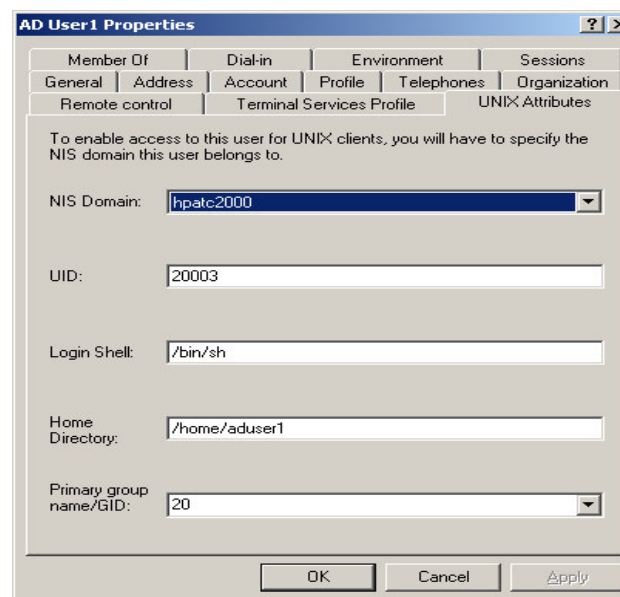 AD User1 Properties
Member Of Dial-in Environment Sessions
General Address Account Profile Telephones Organization
Remote control Terminal Services Profile UNIX Attributes
To enable access to this user for UNIX clients, you will have to specify the
NIS domain this user belongs to.
NIS Domain: hpatc2000
UID: 20003
Login Shell: /bin/sh
Home
Directory: /home/aduser1
Primary group
name/GID: 20
OK Cancel Apply